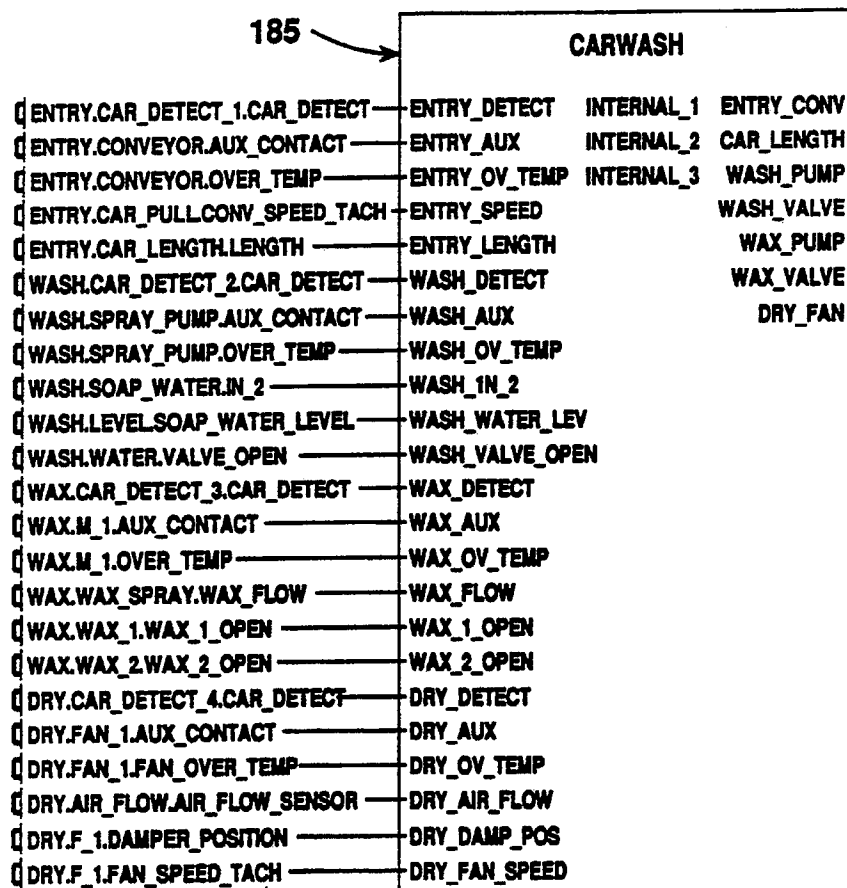 185
CARWASH
ENTRY.CAR_DETECT_1.CAR_DETECT ENTRY_DETECT INTERNAL_1 ENTRY_CONV
ENTRY.CONVEYOR.AUX_CONTACT ENTRY_AUX INTERNAL_2 CAR_LENGTH
ENTRY.CONVEYOR.OVER_TEMP ENTRY_OV_TEMP INTERNAL_3 WASH_PUMP
ENTRY.CAR_PULL.CONV_SPEED_TACH ENTRY_SPEED WASH_VALVE
ENTRY.CAR_LENGTH.LENGTH ENTRY_LENGTH WAX_PUMP
WASH.CAR_DETECT_2.CAR_DETECT WASH_DETECT WAX_VALVE
WASH.SPRAY_PUMP.AUX_CONTACT WASH_AUX DRY_FAN
WASH.SPRAY_PUMP.OVER_TEMP WASH_OV_TEMP
WASH.SOAP_WATER.IN_2 WASH_1N_2
WASH.LEVEL.SOAP_WATER_LEVEL WASH_WATER_LEV
WASH.WATER.VALVE_OPEN WASH_VALVE_OPEN
WAX.CAR_DETECT_3.CAR_DETECT WAX_DETECT
WAX.M_1.AUX_CONTACT WAX_AUX
WAX.M_1.OVER_TEMP WAX_OV_TEMP
WAX.WAX_SPRAY.WAX_FLOW WAX_FLOW
WAX.WAX_1.WAX_1_OPEN WAX_1_OPEN
WAX.WAX_2.WAX_2_OPEN WAX_2_OPEN
DRY.CAR_DETECT_4.CAR_DETECT DRY_DETECT
DRY.FAN_1.AUX_CONTACT DRY_AUX
DRY.FAN_1.FAN_OVER_TEMP DRY_OV_TEMP
DRY.AIR_FLOW.AIR_FLOW_SENSOR DRY_AIR_FLOW
DRY.F_1.DAMPER_POSITION DRY_DAMP_POS
DRY.F_1.FAN_SPEED_TACH DRY_FAN_SPEED